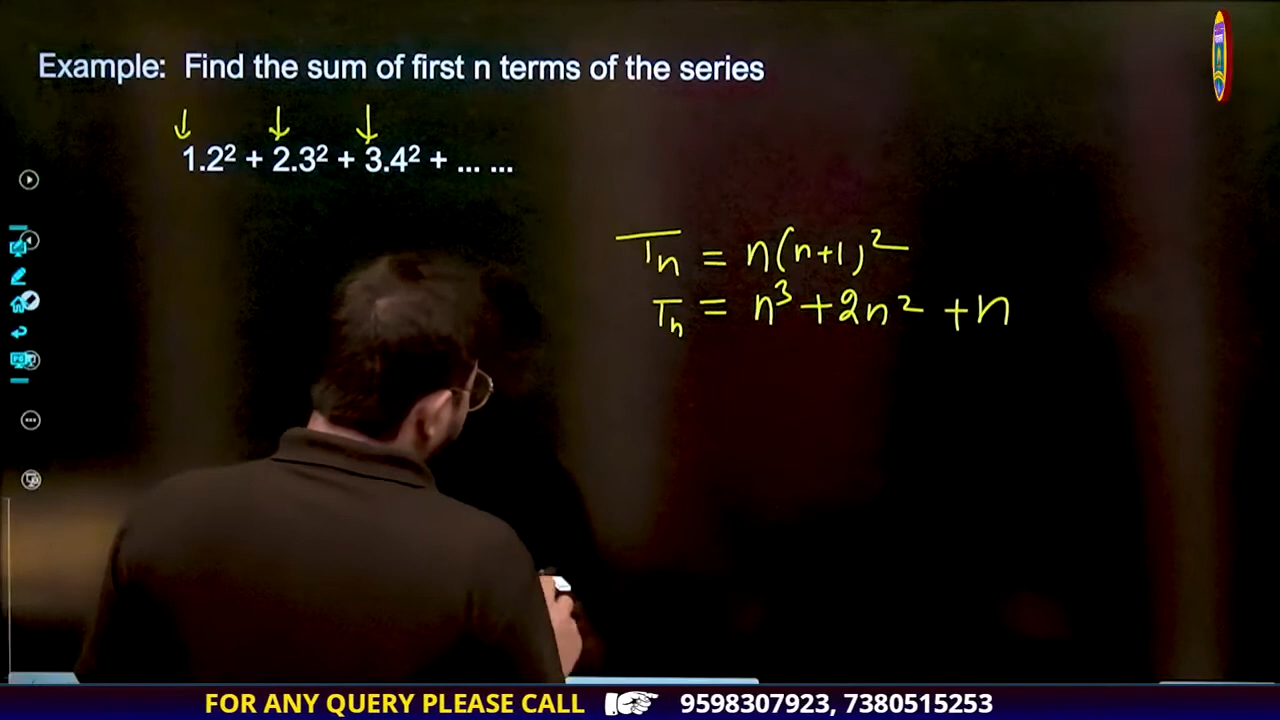 Example: Find the sum of first n terms of the series
1.2² + 2.3² + 3.4² + ... ...
Tn = n(n+1)²
Tn = n³ + 2n² + n
FOR ANY QUERY PLEASE CALL 9598307923, 7380515253